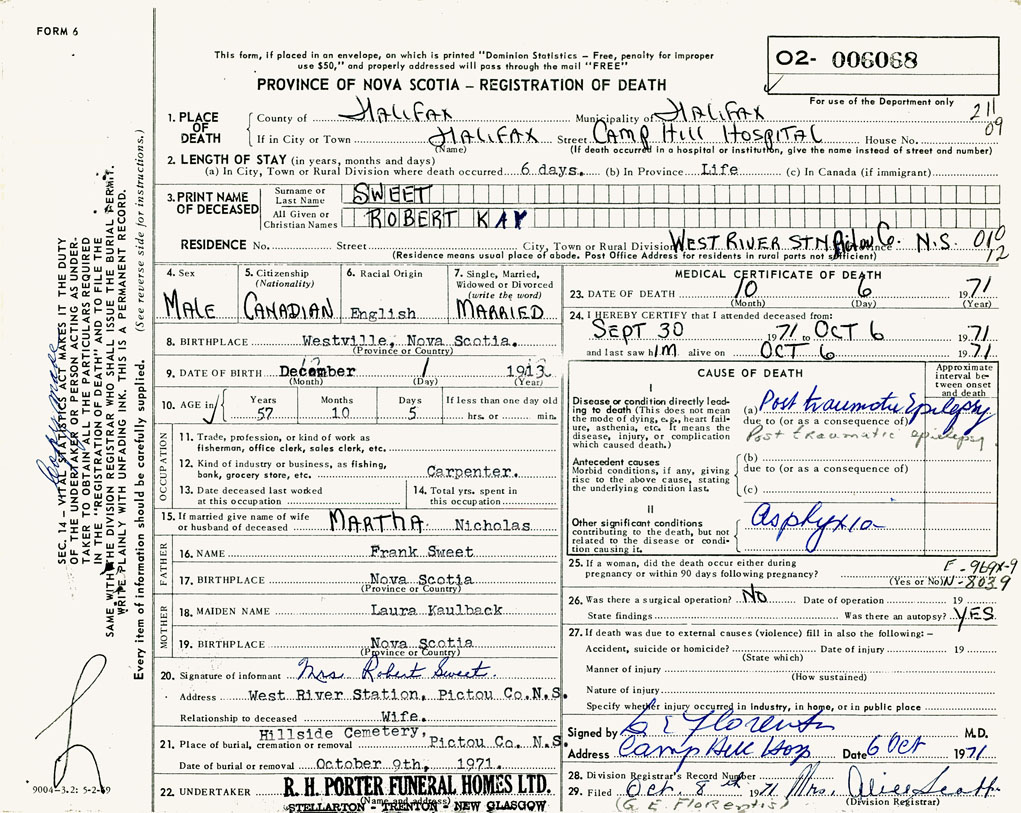 FORM 6
This form, if placed in an envelope, on which is printed "Dominion Statistics – Free, penalty for improper
use $50," and properly addressed will pass through the mail "FREE"
O2- 006068
For use of the Department only
PROVINCE OF NOVA SCOTIA – REGISTRATION OF DEATH
211
09
1. PLACE OF DEATH
County of HALIFAX Municipality of HALIFAX
If in City or Town HALIFAX Street CAMP HILL HOSPITAL House No.
(Name) (If death occurred in a hospital or institution, give the name instead of street and number)
2. LENGTH OF STAY (in years, months and days)
(a) In City, Town or Rural Division where death occurred 6 days. (b) In Province Life (c) In Canada (if immigrant)
3. PRINT NAME OF DECEASED
Surname or Last Name SWEET
All Given or Christian Names ROBERT KAY
RESIDENCE No. Street City, Town or Rural Division WEST RIVER STN Pictou Co. N.S. 010
12
(Residence means usual place of abode. Post Office Address for residents in rural parts not sufficient)
4. Sex
MALE
5. Citizenship
(Nationality)
CANADIAN
6. Racial Origin
English
7. Single, Married,
Widowed or Divorced
(write the word)
MARRIED
8. BIRTHPLACE Westville, Nova Scotia.
(Province or Country)
9. DATE OF BIRTH December 1 1913
(Month) (Day) (Year)
10. AGE in
Years Months Days If less than one day old
57 10 5 hrs. or min.
OCCUPATION
11. Trade, profession, or kind of work as
fisherman, office clerk, sales clerk, etc.
12. Kind of industry or business, as fishing,
bank, grocery store, etc. Carpenter.
13. Date deceased last worked
at this occupation
14. Total yrs. spent in
this occupation
15. If married give name of wife
or husband of deceased MARTHA Nicholas
FATHER
16. NAME Frank Sweet
17. BIRTHPLACE Nova Scotia
(Province or Country)
MOTHER
18. MAIDEN NAME Laura Kaulback
19. BIRTHPLACE Nova Scotia
(Province or Country)
20. Signature of informant Mrs. Robert Sweet.
Address West River Station, Pictou Co.N.S.
Relationship to deceased Wife.
Hillside Cemetery,
21. Place of burial, cremation or removal Pictou Co. N.S.
Date of burial or removal October 9th, 1971.
22. UNDERTAKER R. H. PORTER FUNERAL HOMES LTD.
(Name and address)
STELLARTON - TRENTON - NEW GLASGOW
MEDICAL CERTIFICATE OF DEATH
23. DATE OF DEATH 10 6 1971
(Month) (Day) (Year)
24. I HEREBY CERTIFY that I attended deceased from:
SEPT 30 1971 to OCT 6 1971
and last saw hIM alive on OCT 6 1971
CAUSE OF DEATH
Approximate
interval be-
tween onset
and death
I
Disease or condition directly lead-
ing to death (This does not mean
the mode of dying, e.g., heart fail-
ure, asthenia, etc. It means the
disease, injury, or complication
which caused death.)
(a) Post traumatic Epilepsy
due to (or as a consequence of)
Post traumatic epilepsy
Antecedent causes
Morbid conditions, if any, giving
rise to the above cause, stating
the underlying condition last.
(b)
due to (or as a consequence of)
(c)
II
Other significant conditions
contributing to the death, but not
related to the disease or condi-
tion causing it.
Asphyxia
25. If a woman, did the death occur either during
pregnancy or within 90 days following pregnancy?
(Yes or No)
E-969X-9
N-8039
26. Was there a surgical operation? NO Date of operation 19
State findings Was there an autopsy? YES
27. If death was due to external causes (violence) fill in also the following: –
Accident, suicide or homicide? Date of injury 19
(State which)
Manner of injury
(How sustained)
Nature of injury
Specify whether injury occurred in industry, in home, or in public place
Signed by G E Florentis M.D.
Address Camp Hill Hosp Date 6 Oct 1971
28. Division Registrar's Record Number
29. Filed Oct. 8th 1971 Mrs. Alice Scott
(G. E. Florentis) (Division Registrar)
SEC. 14 – VITAL STATISTICS ACT MAKES IT THE DUTY
OF THE UNDERTAKER OR PERSON ACTING AS UNDER-
TAKER TO OBTAIN ALL THE PARTICULARS REQUIRED
IN THE "REGISTRATION OF DEATH" AND TO FILE THE
SAME WITH THE DIVISION REGISTRAR WHO SHALL ISSUE THE BURIAL PERMIT.
WRITE PLAINLY WITH UNFADING INK. THIS IS A PERMANENT RECORD.
Every item of information should be carefully supplied. (See reverse side for instructions.)
9004-3.2: 5-2-69